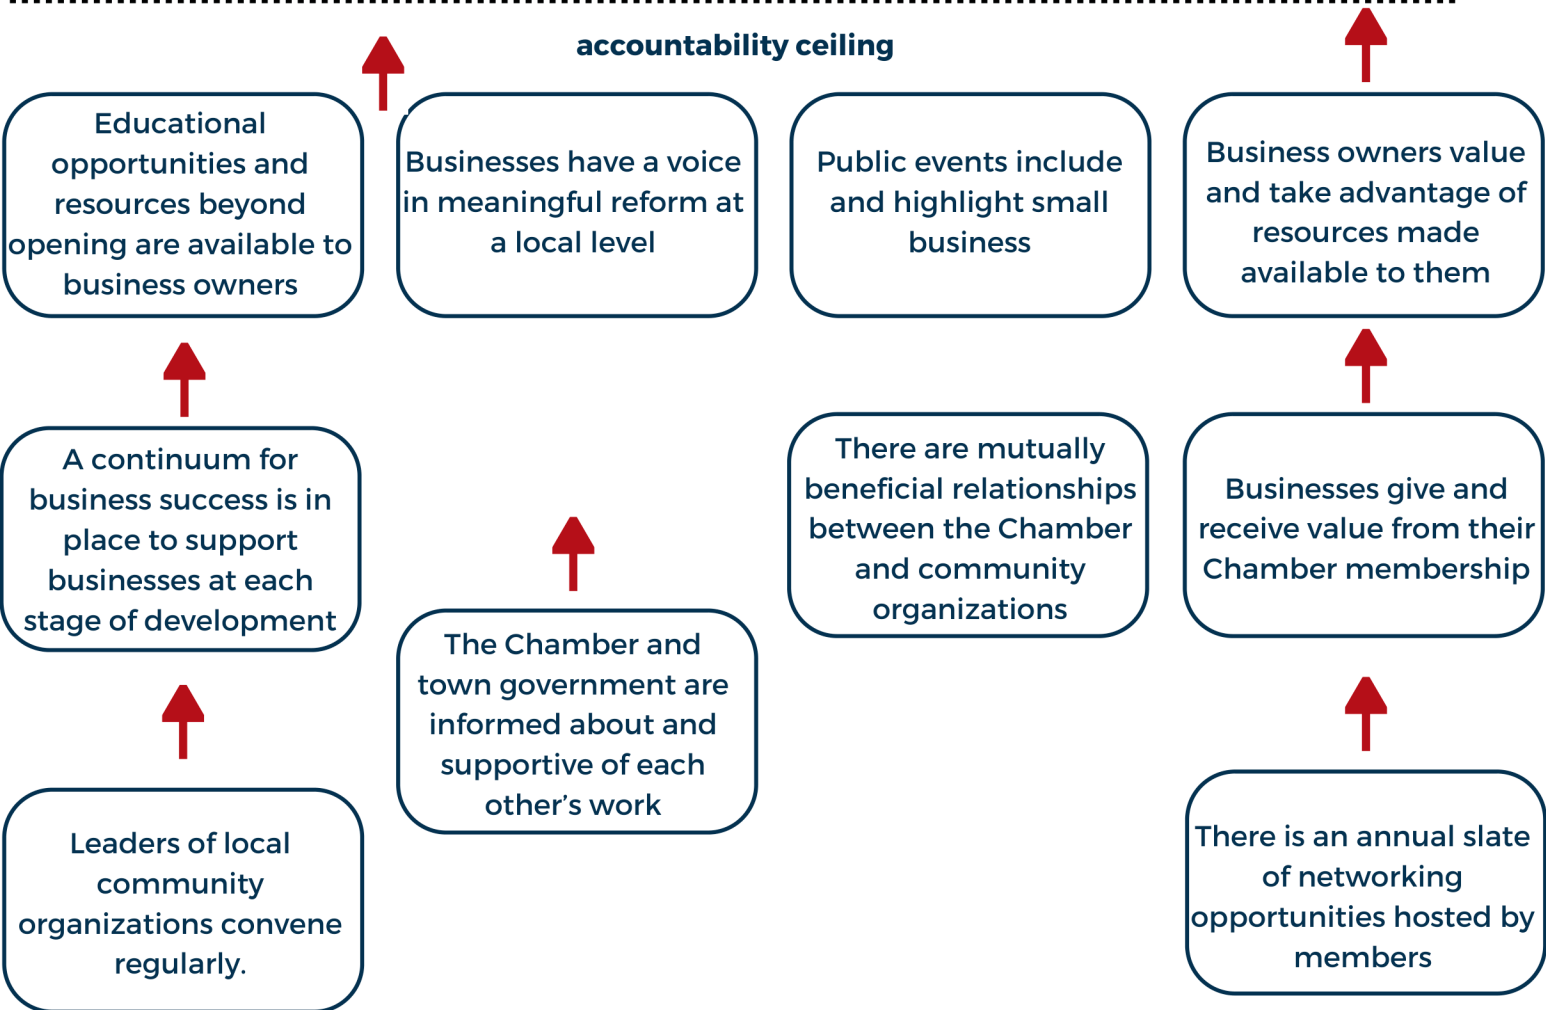 accountability ceiling
Educational
opportunities and
resources beyond
opening are available to
business owners
Businesses have a voice
in meaningful reform at
a local level
Public events include
and highlight small
business
Business owners value
and take advantage of
resources made
available to them
A continuum for
business success is in
place to support
businesses at each
stage of development
The Chamber and
town government are
informed about and
supportive of each
other’s work
There are mutually
beneficial relationships
between the Chamber
and community
organizations
Businesses give and
receive value from their
Chamber membership
Leaders of local
community
organizations convene
regularly.
There is an annual slate
of networking
opportunities hosted by
members